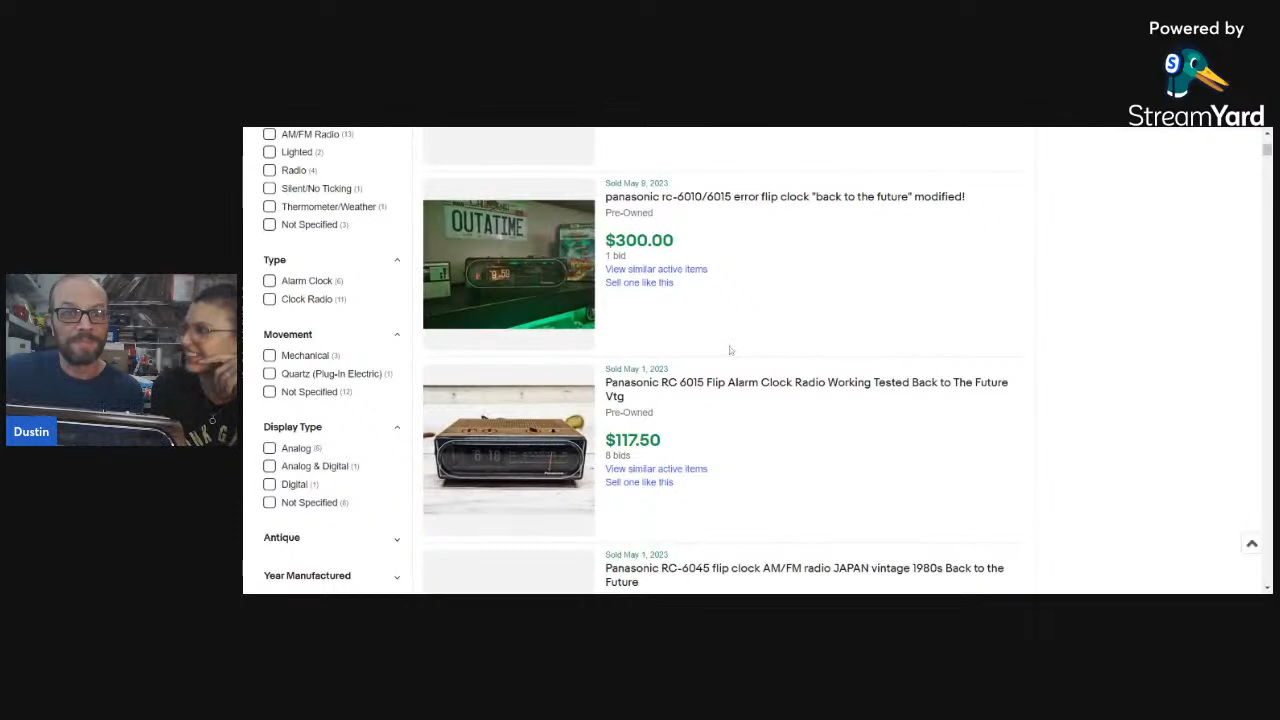 Powered by
StreamYard
AM/FM Radio (13)
Lighted (2)
Radio (4)
Silent/No Ticking (1)
Thermometer/Weather (1)
Not Specified (3)
Type
Alarm Clock (6)
Clock Radio (11)
Movement
Mechanical (3)
Quartz (Plug-In Electric) (1)
Not Specified (12)
Display Type
Analog (6)
Analog & Digital (1)
Digital (1)
Not Specified (8)
Antique
Year Manufactured
OUTATIME
Sold May 9, 2023
panasonic rc-6010/6015 error flip clock "back to the future" modified!
Pre-Owned
$300.00
1 bid
View similar active items
Sell one like this
Sold May 1, 2023
Panasonic RC 6015 Flip Alarm Clock Radio Working Tested Back to The Future
Vtg
Pre-Owned
$117.50
8 bids
View similar active items
Sell one like this
Sold May 1, 2023
Panasonic RC-6045 flip clock AM/FM radio JAPAN vintage 1980s Back to the
Future
Dustin